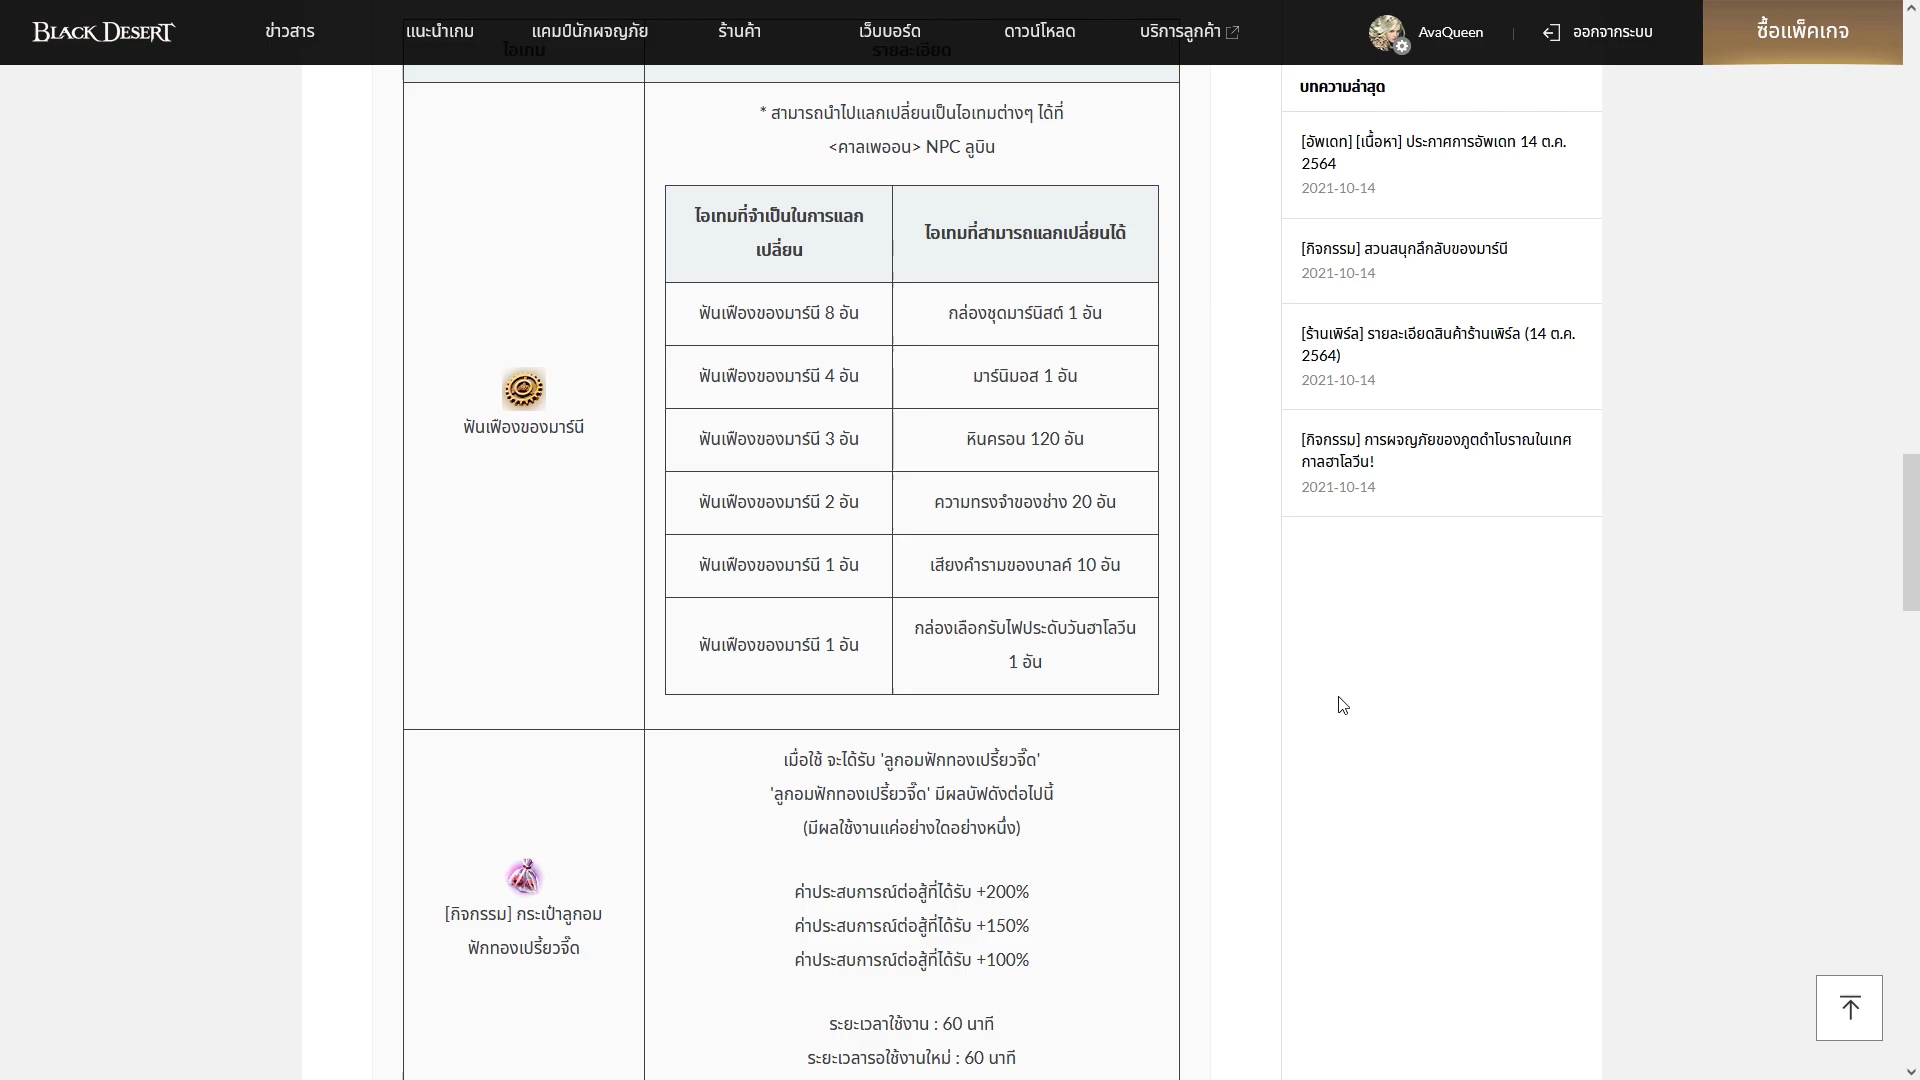 BLACK DESERT
ข่าวสาร
แนะนำเกม
แคมป์นักผจญภัย
ร้านค้า
เว็บบอร์ด
ดาวน์โหลด
บริการลูกค้า
AvaQueen
ออกจากระบบ
ซื้อแพ็คเกจ
ไอเทม
รายละเอียด
* สามารถนำไปแลกเปลี่ยนเป็นไอเทมต่างๆ ได้ที่
<คาลเพออน> NPC ลูบิน
ไอเทมที่จำเป็นในการแลก
เปลี่ยน
ไอเทมที่สามารถแลกเปลี่ยนได้
ฟันเฟืองของมาร์นี 8 อัน
กล่องชุดมาร์นิสต์ 1 อัน
ฟันเฟืองของมาร์นี 4 อัน
มาร์นิมอส 1 อัน
ฟันเฟืองของมาร์นี 3 อัน
หินครอน 120 อัน
ฟันเฟืองของมาร์นี 2 อัน
ความทรงจำของช่าง 20 อัน
ฟันเฟืองของมาร์นี 1 อัน
เสียงคำรามของบาลค์ 10 อัน
ฟันเฟืองของมาร์นี 1 อัน
กล่องเลือกรับไฟประดับวันฮาโลวีน
1 อัน
ฟันเฟืองของมาร์นี
เมื่อใช้ จะได้รับ 'ลูกอมฟักทองเปรี้ยวจี๊ด'
'ลูกอมฟักทองเปรี้ยวจี๊ด' มีผลบัฟดังต่อไปนี้
(มีผลใช้งานแค่อย่างใดอย่างหนึ่ง)
ค่าประสบการณ์ต่อสู้ที่ได้รับ +200%
ค่าประสบการณ์ต่อสู้ที่ได้รับ +150%
ค่าประสบการณ์ต่อสู้ที่ได้รับ +100%
ระยะเวลาใช้งาน : 60 นาที
ระยะเวลารอใช้งานใหม่ : 60 นาที
[กิจกรรม] กระเป๋าลูกอม
ฟักทองเปรี้ยวจี๊ด
บทความล่าสุด
[อัพเดท] [เนื้อหา] ประกาศการอัพเดท 14 ต.ค.
2564
2021-10-14
[กิจกรรม] สวนสนุกลึกลับของมาร์นี
2021-10-14
[ร้านเพิร์ล] รายละเอียดสินค้าร้านเพิร์ล (14 ต.ค.
2564)
2021-10-14
[กิจกรรม] การผจญภัยของภูตดำโบราณในเทศ
กาลฮาโลวีน!
2021-10-14